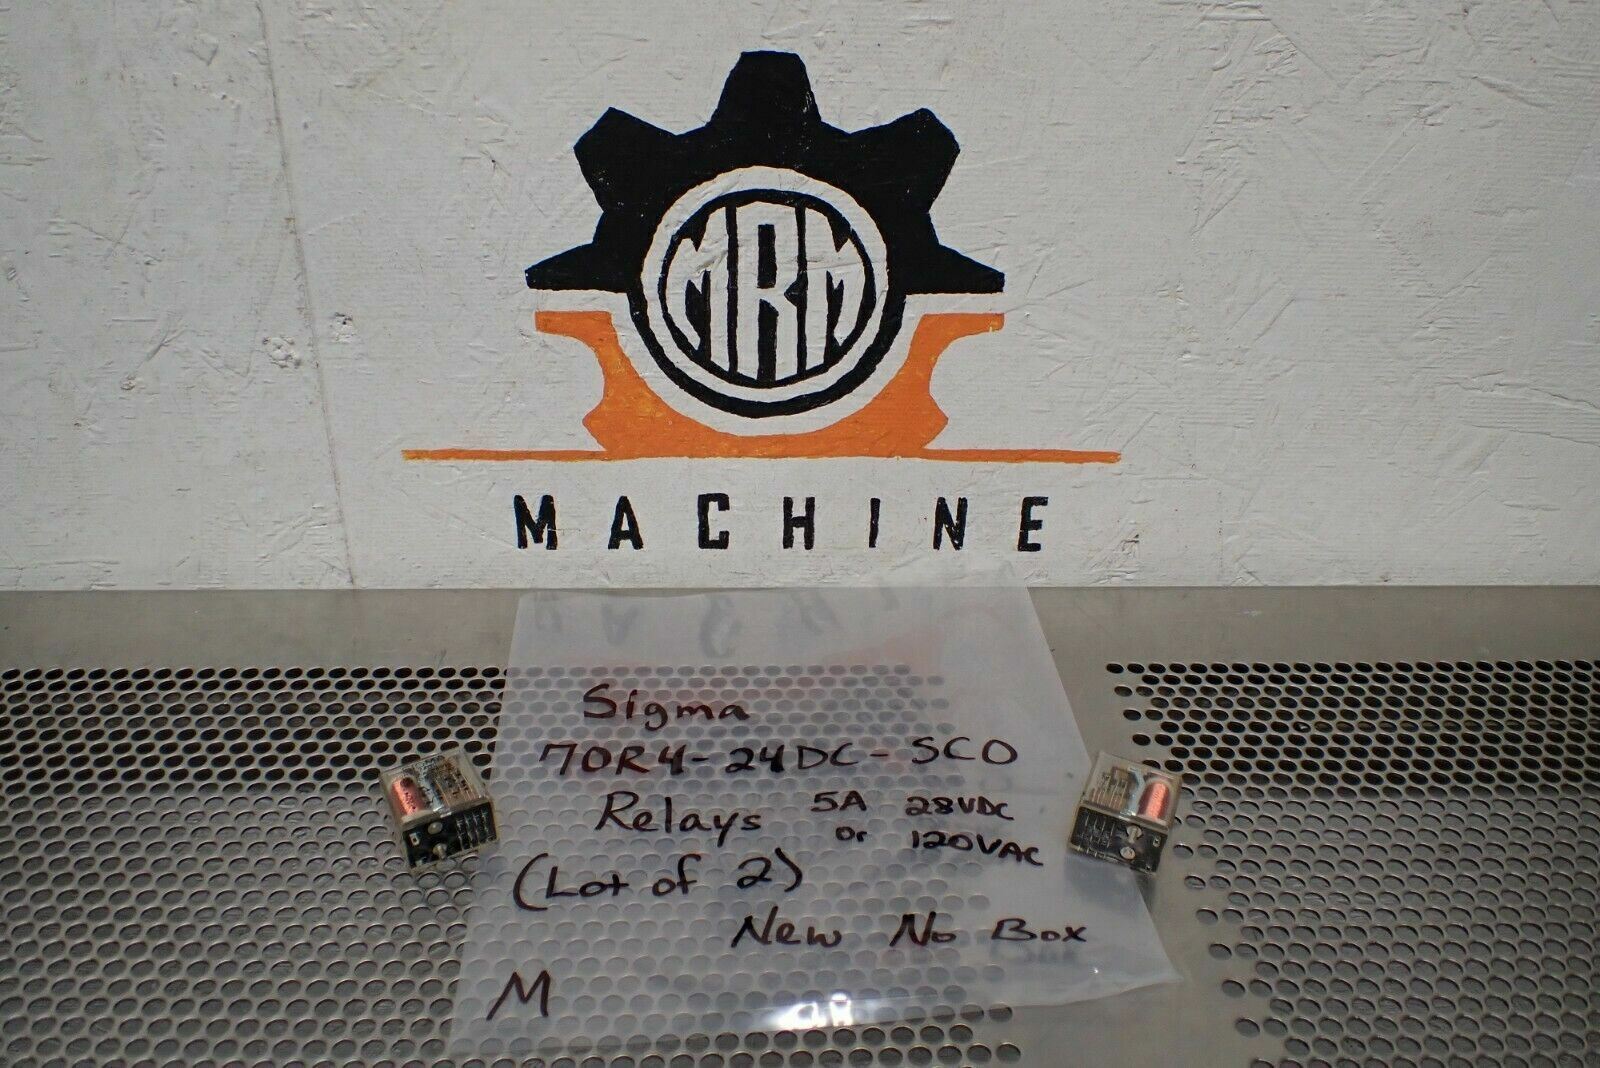 MRM
MACHINE
Sigma
70R4-24DC-SCO
Relays 5A 28VDC
or 120VAC
(Lot of 2)
New No Box
M